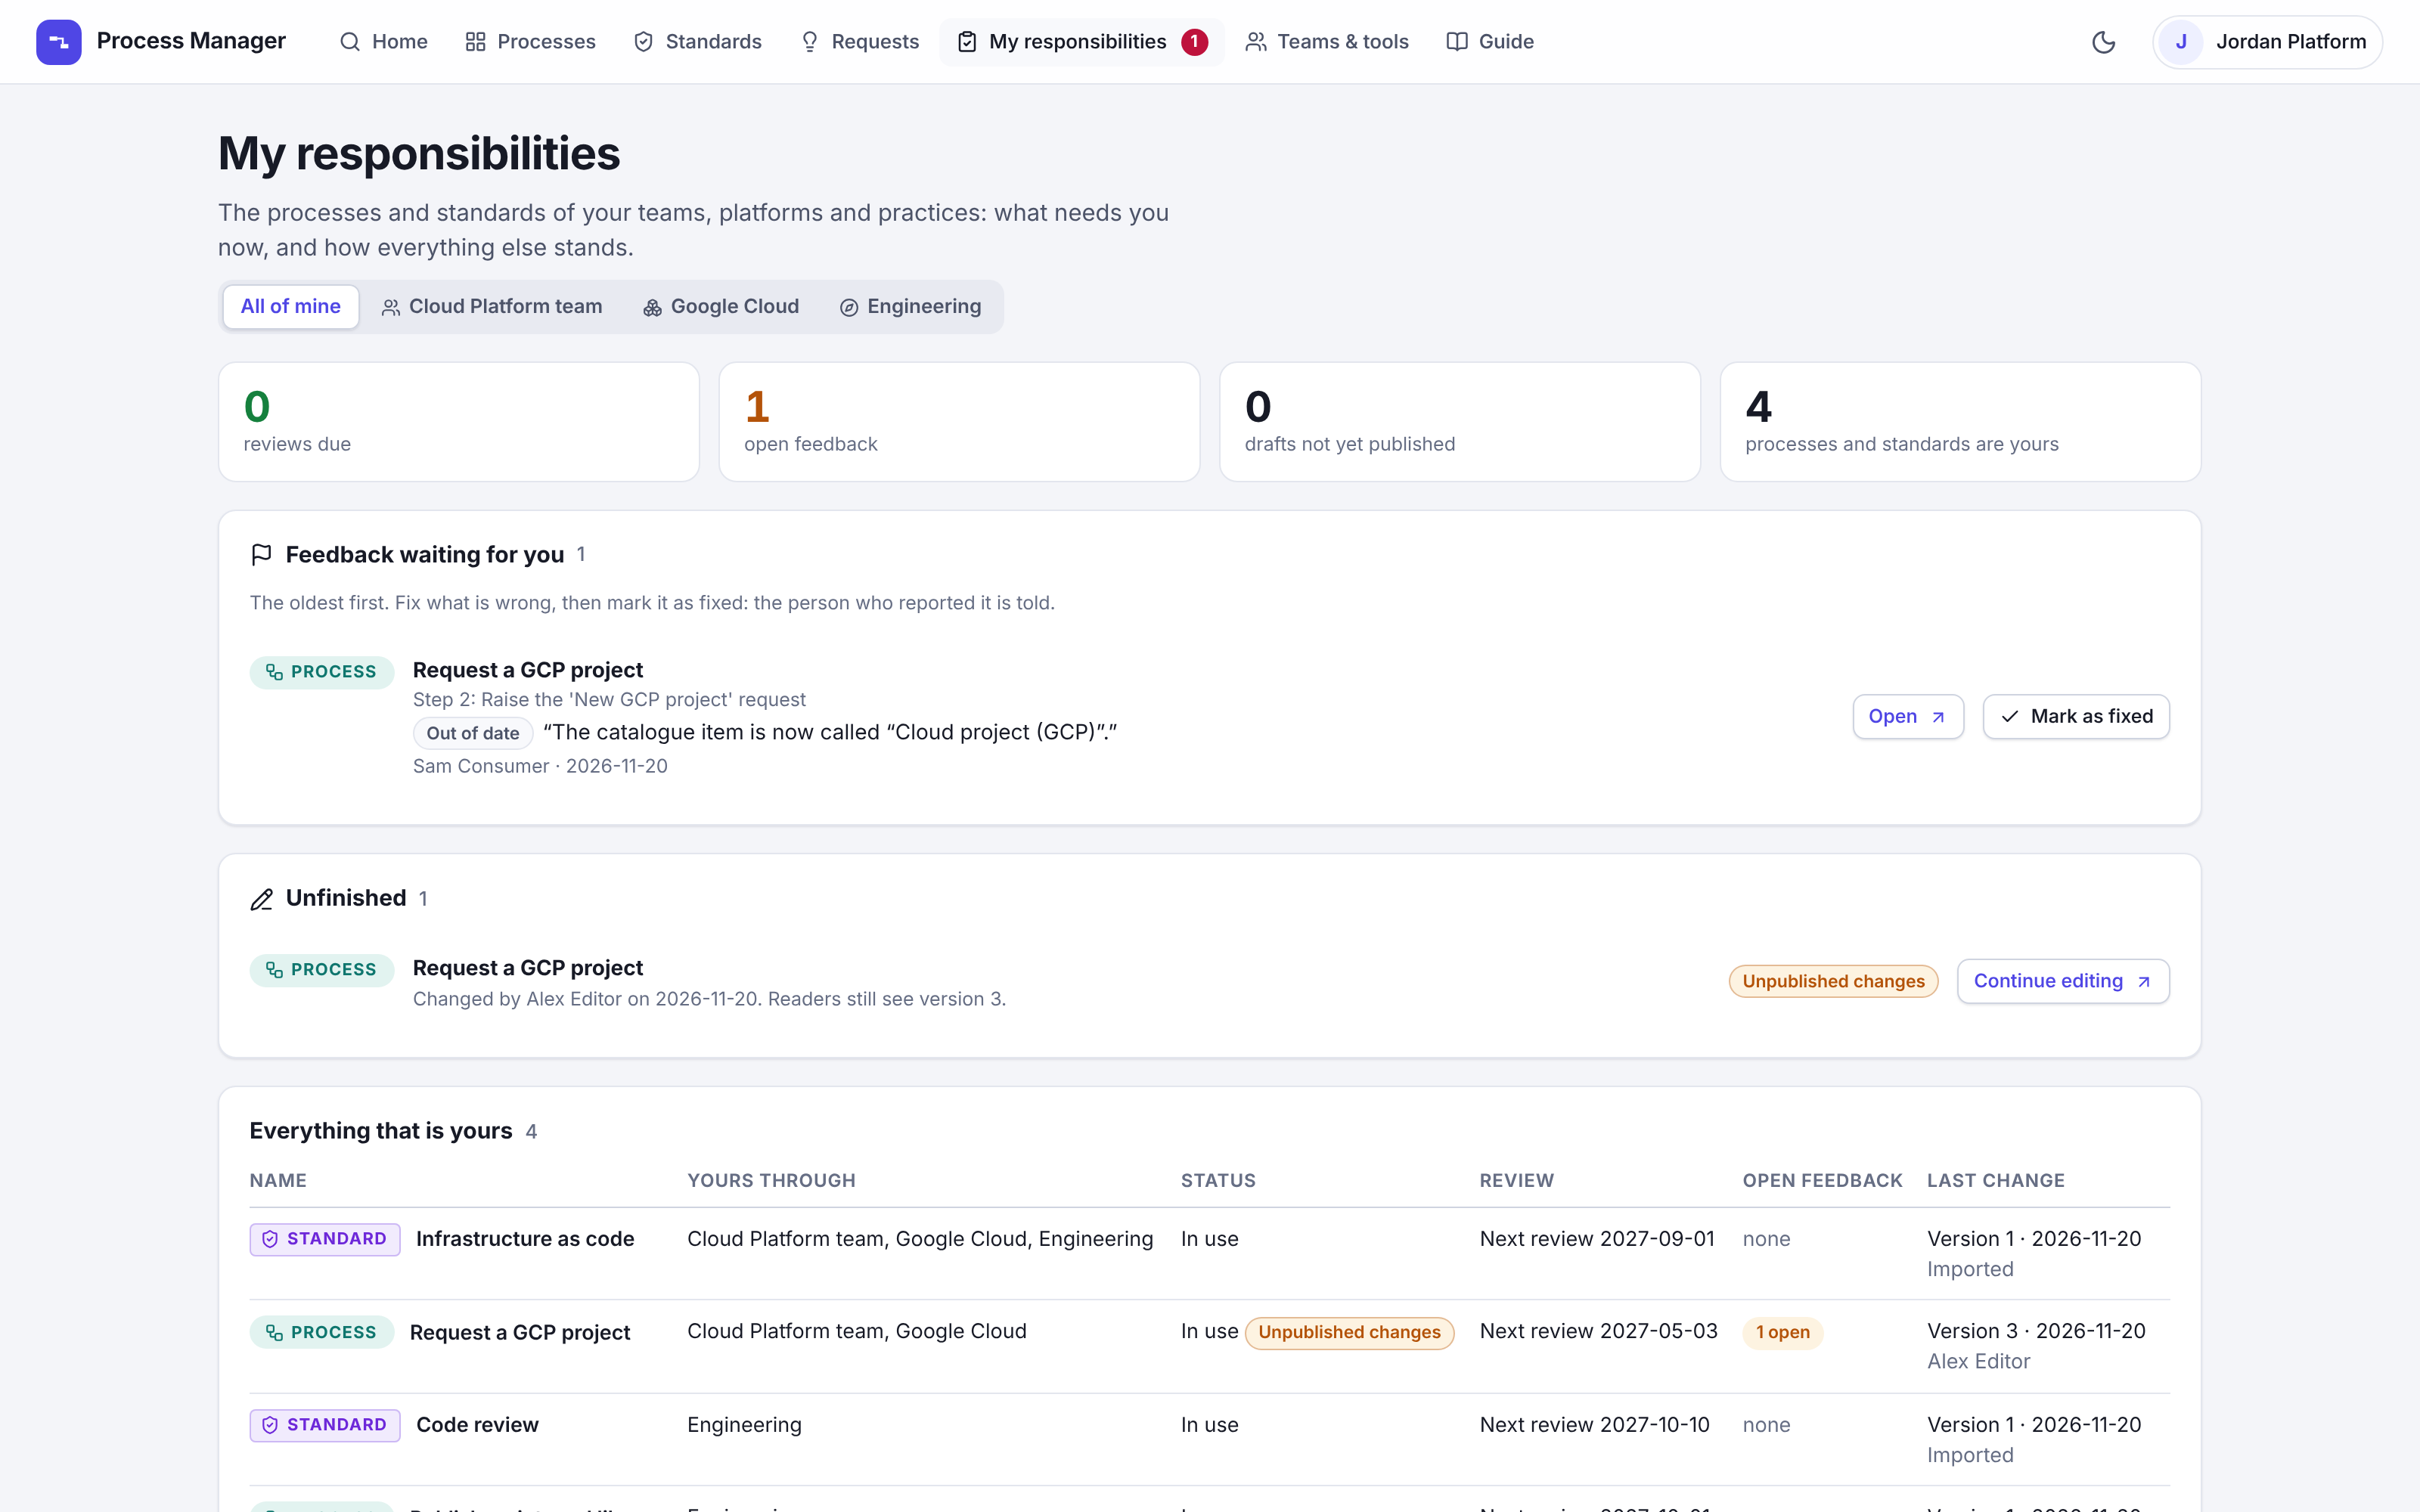 Process Manager
Home
Processes
Standards
Requests
My responsibilities 1
Teams & tools
Guide
J Jordan Platform
My responsibilities
The processes and standards of your teams, platforms and practices: what needs you
now, and how everything else stands.
All of mine
Cloud Platform team
Google Cloud
Engineering
0
reviews due
1
open feedback
0
drafts not yet published
4
processes and standards are yours
Feedback waiting for you 1
The oldest first. Fix what is wrong, then mark it as fixed: the person who reported it is told.
PROCESS
Request a GCP project
Step 2: Raise the 'New GCP project' request
Out of date “The catalogue item is now called “Cloud project (GCP)”.”
Sam Consumer · 2026-11-20
Open
Mark as fixed
Unfinished 1
PROCESS
Request a GCP project
Changed by Alex Editor on 2026-11-20. Readers still see version 3.
Unpublished changes
Continue editing
Everything that is yours 4
NAME YOURS THROUGH STATUS REVIEW OPEN FEEDBACK LAST CHANGE
STANDARD Infrastructure as code Cloud Platform team, Google Cloud, Engineering In use Next review 2027-09-01 none Version 1 · 2026-11-20
Imported
PROCESS Request a GCP project Cloud Platform team, Google Cloud In use Unpublished changes Next review 2027-05-03 1 open Version 3 · 2026-11-20
Alex Editor
STANDARD Code review Engineering In use Next review 2027-10-10 none Version 1 · 2026-11-20
Imported